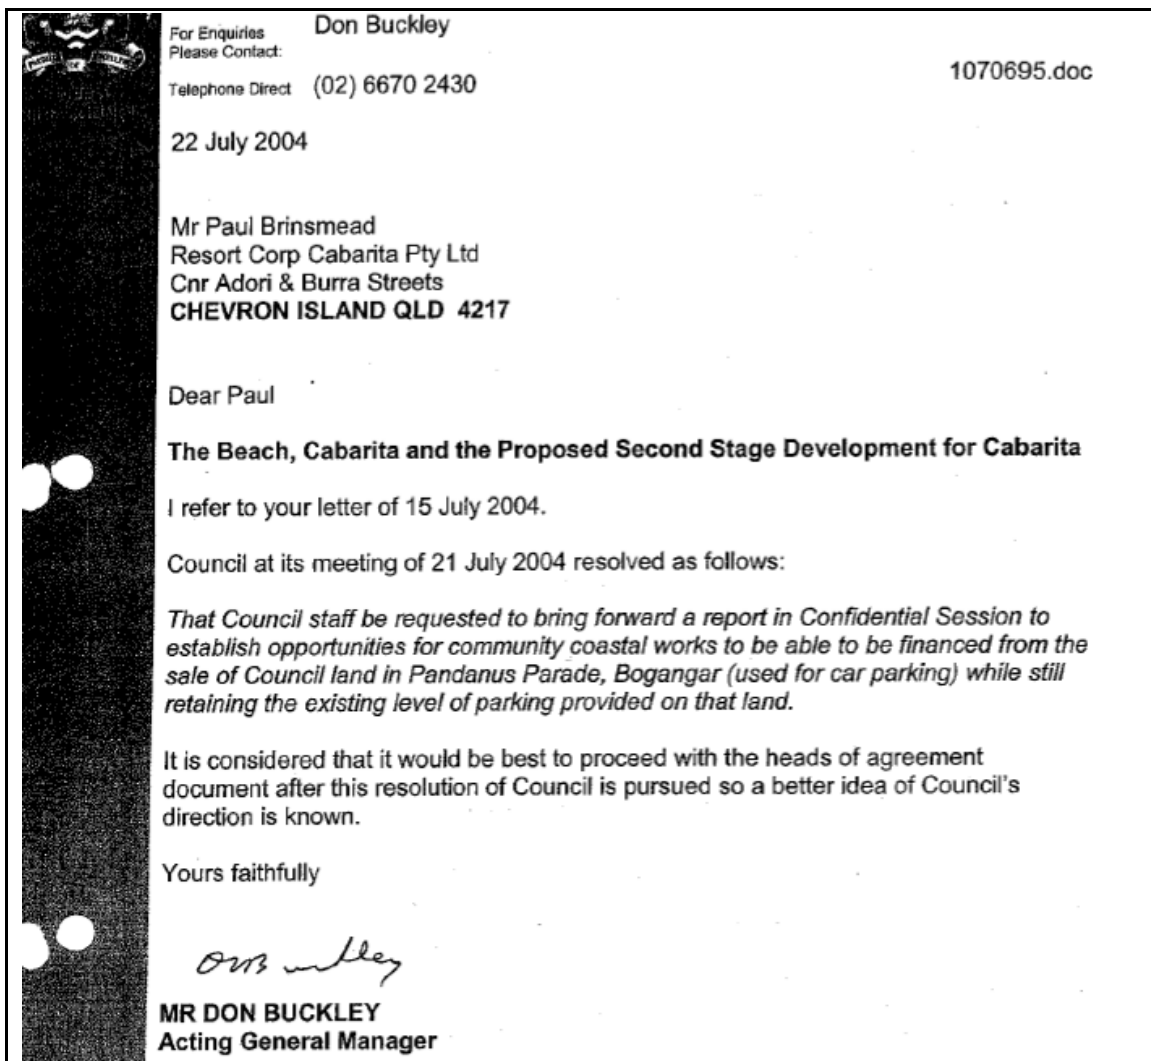 For Enquiries Don Buckley
Please Contact:
1070695.doc
Telephone Direct (02) 6670 2430
22 July 2004
Mr Paul Brinsmead
Resort Corp Cabarita Pty Ltd
Cnr Adori & Burra Streets
CHEVRON ISLAND QLD 4217
Dear Paul
The Beach, Cabarita and the Proposed Second Stage Development for Cabarita
I refer to your letter of 15 July 2004.
Council at its meeting of 21 July 2004 resolved as follows:
That Council staff be requested to bring forward a report in Confidential Session to
establish opportunities for community coastal works to be able to be financed from the
sale of Council land in Pandanus Parade, Bogangar (used for car parking) while still
retaining the existing level of parking provided on that land.
It is considered that it would be best to proceed with the heads of agreement
document after this resolution of Council is pursued so a better idea of Council's
direction is known.
Yours faithfully
MR DON BUCKLEY
Acting General Manager